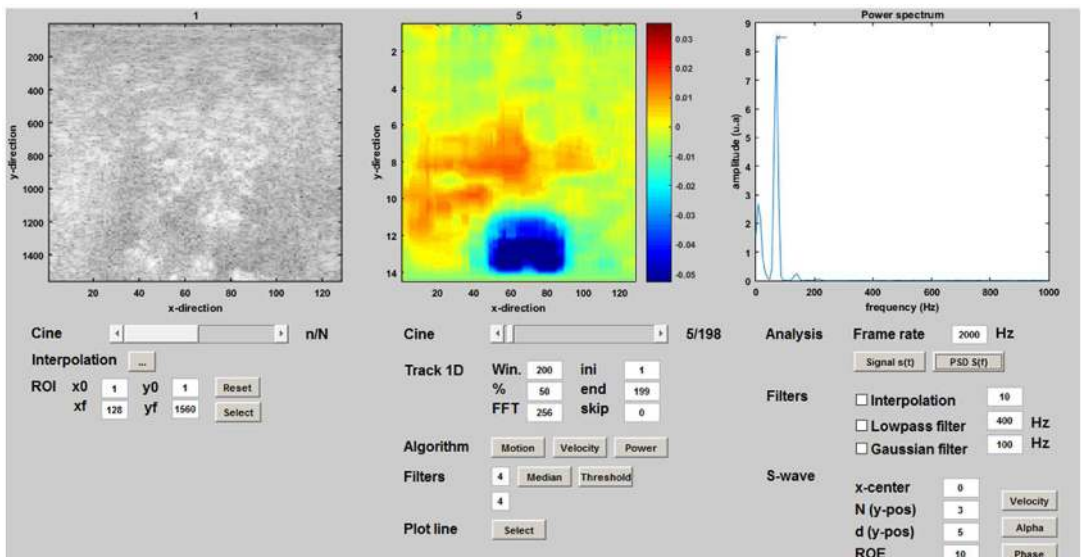 1
200
400
600
800
1000
1200
1400
y-direction
20 40 60 80 100 120
x-direction
5
2
4
6
8
10
12
14
y-direction
20 40 60 80 100 120
x-direction
0.03
0.02
0.01
0
-0.01
-0.02
-0.03
-0.04
-0.05
Power spectrum
9
8
7
6
5
4
3
2
1
0
amplitude (u.a)
0 200 400 600 800 1000
frequency (Hz)
Cine n/N
Interpolation ...
ROI x0 1 y0 1 Reset
xf 128 yf 1560 Select
Cine 5/198
Track 1D Win. 200 ini 1
% 50 end 199
FFT 256 skip 0
Algorithm Motion Velocity Power
Filters 4 Median Threshold
4
Plot line Select
Analysis Frame rate 2000 Hz
Signal s(t) PSD S(f)
Filters Interpolation 10
Lowpass filter 400 Hz
Gaussian filter 100 Hz
S-wave
x-center 0 Velocity
N (y-pos) 3
d (y-pos) 5 Alpha
ROE 10 Phase